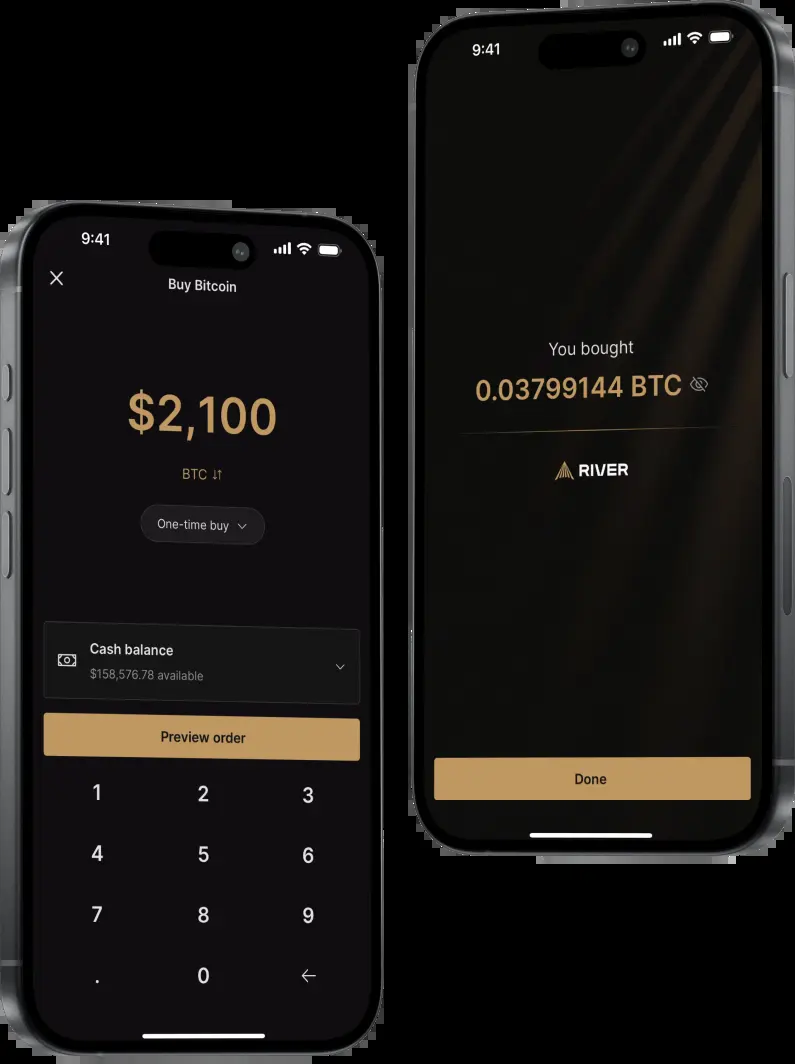 9:41
Buy Bitcoin
$2,100
BTC
One-time buy
Cash balance
$158,576.78 available
Preview order
1 2 3
4 5 6
7 8 9
. 0
9:41
You bought
0.03799144 BTC
RIVER
Done